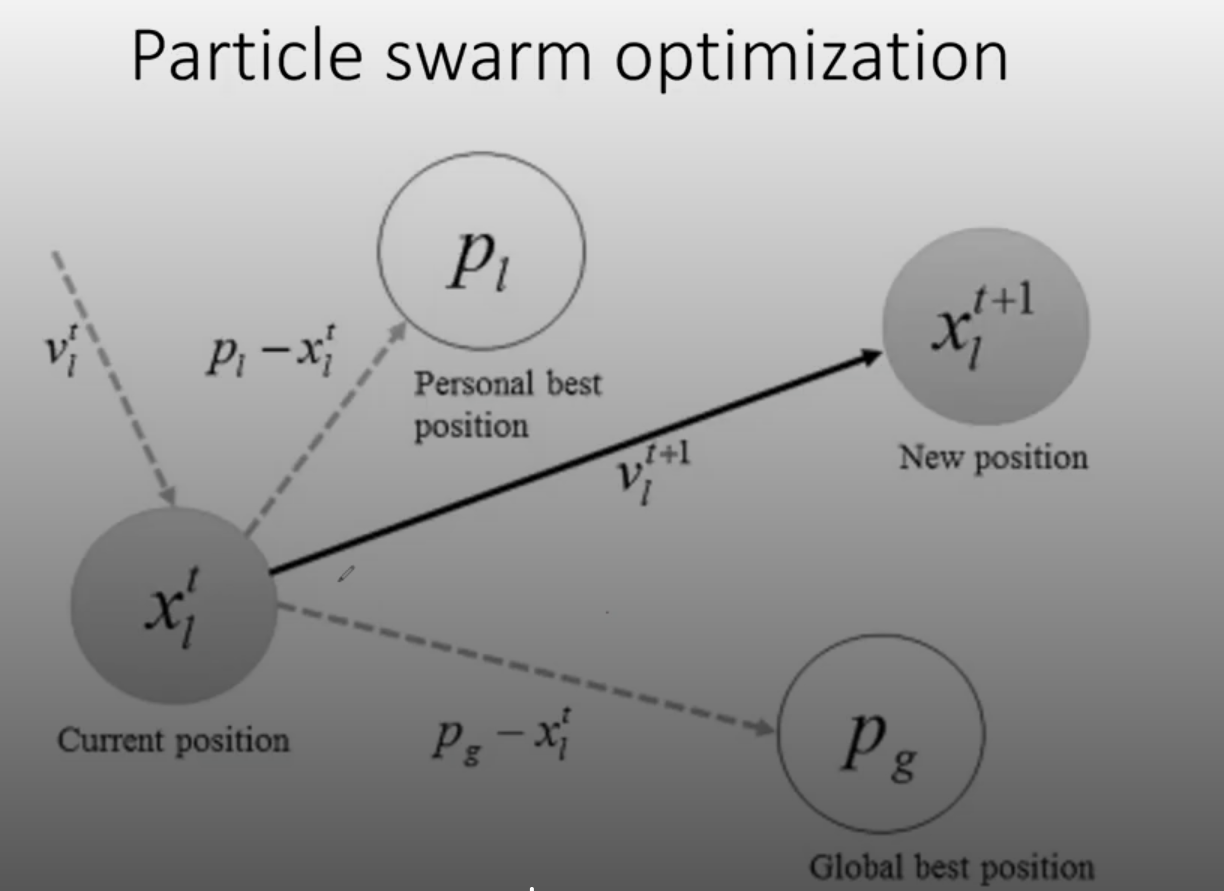 Particle swarm optimization
p_l
x_l^{t+1}
v_l^t
p_l − x_l^t
Personal best
position
v_l^{t+1}
New position
x_l^t
Current position
p_g − x_l^t
p_g
Global best position